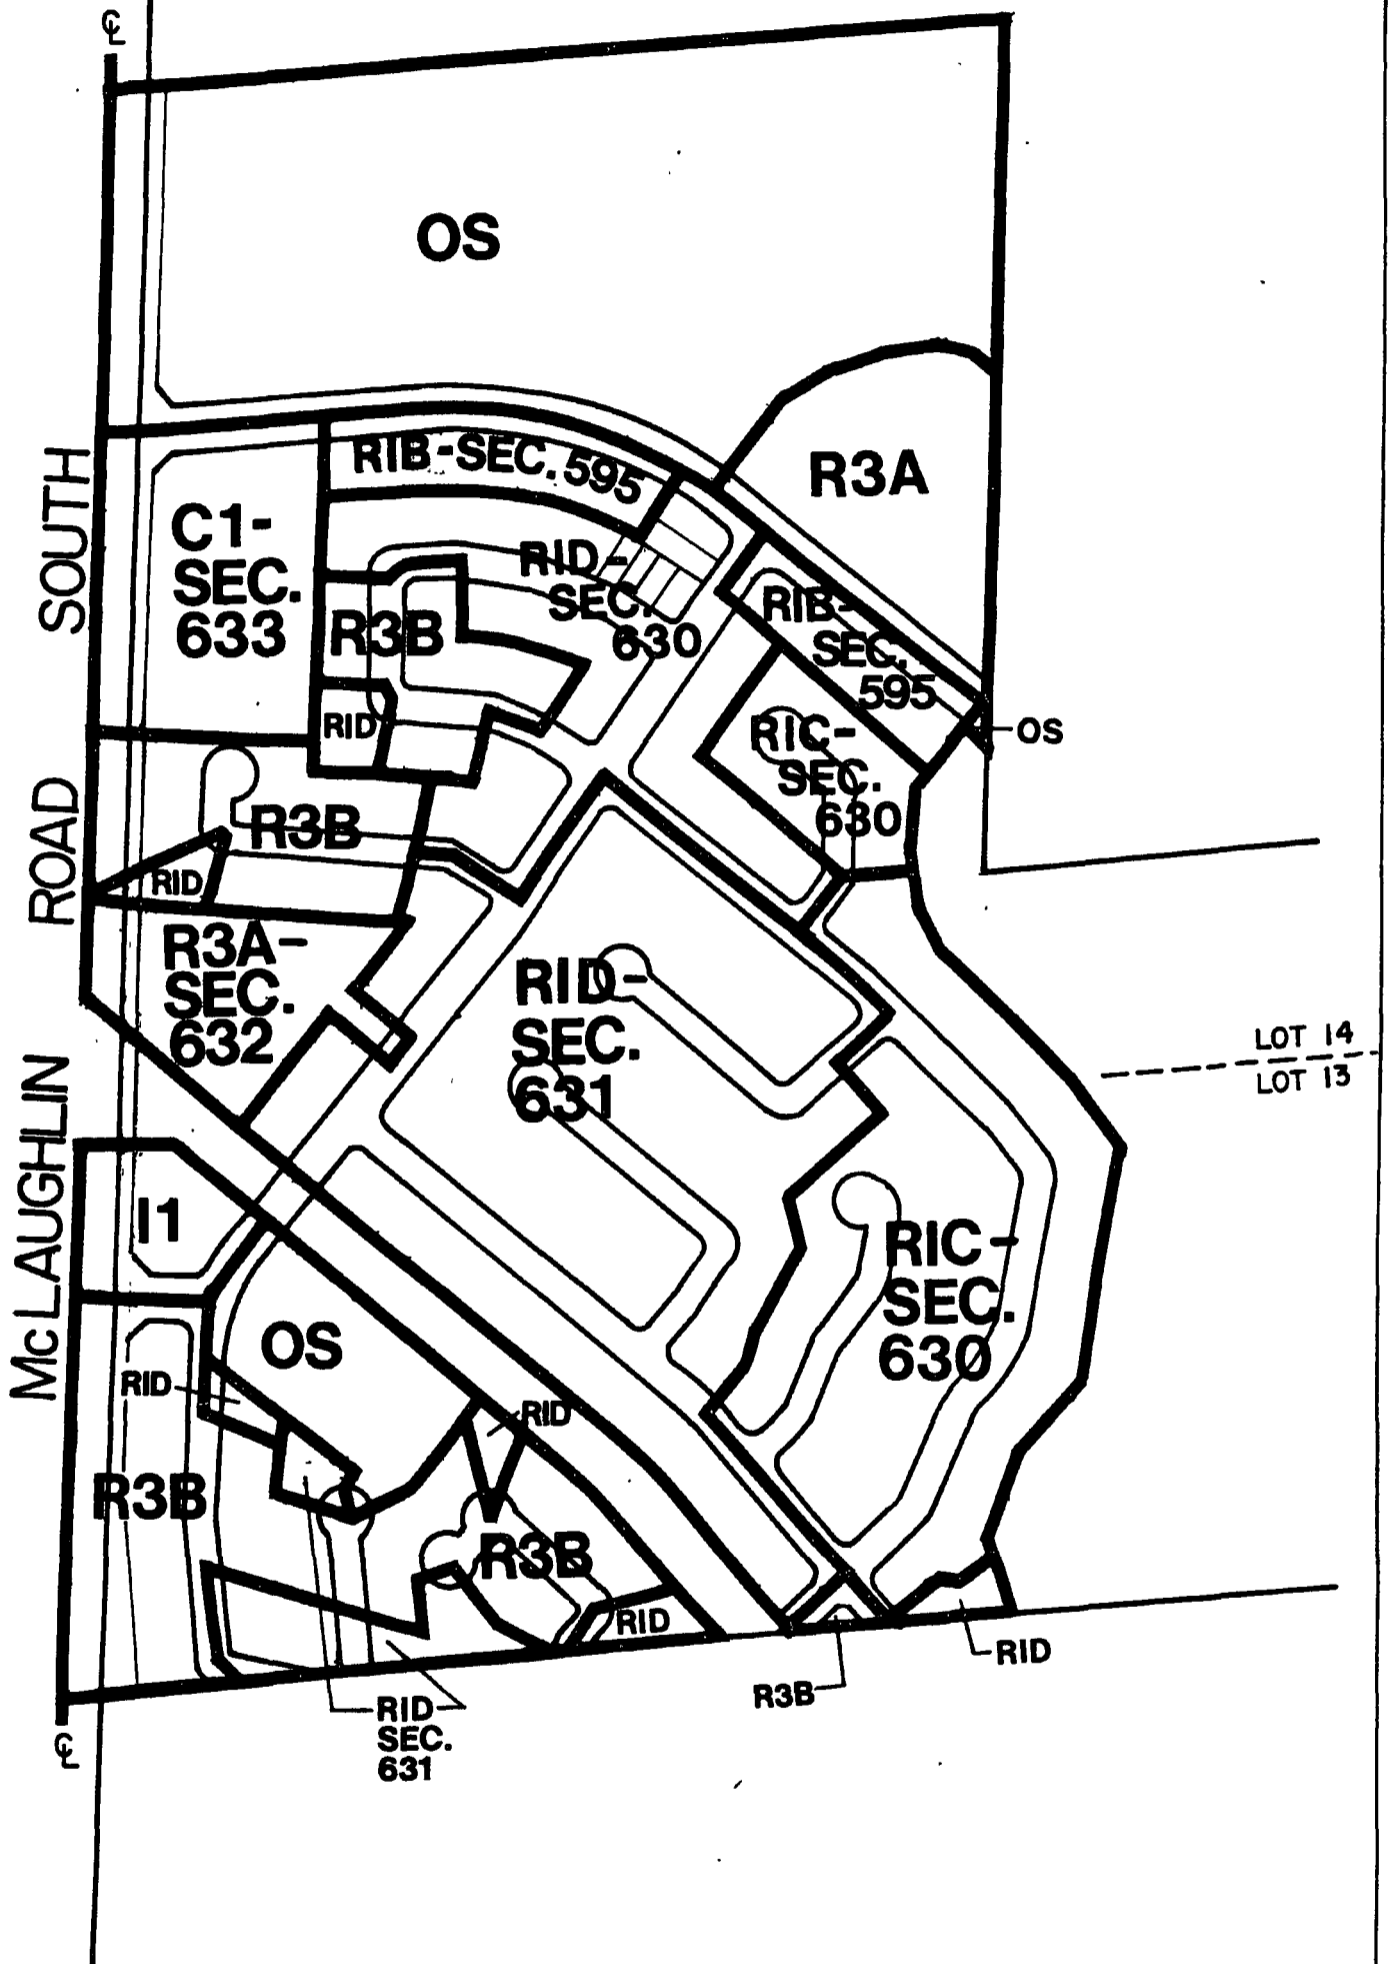 ℄
OS
R3A
RIB-SEC. 595
C1-
SEC.
633
RID-
SEC.
630
R3B
RIB-
SEC.
595
RID
RIC-
SEC.
630
OS
R3B
RID
R3A-
SEC.
632
RID-
SEC.
631
LOT 14
LOT 13
I1
RIC-
SEC.
630
OS
RID
RID
R3B
R3B
RID
RID
R3B
RID
SEC.
631
℄
McLAUGHLIN ROAD SOUTH